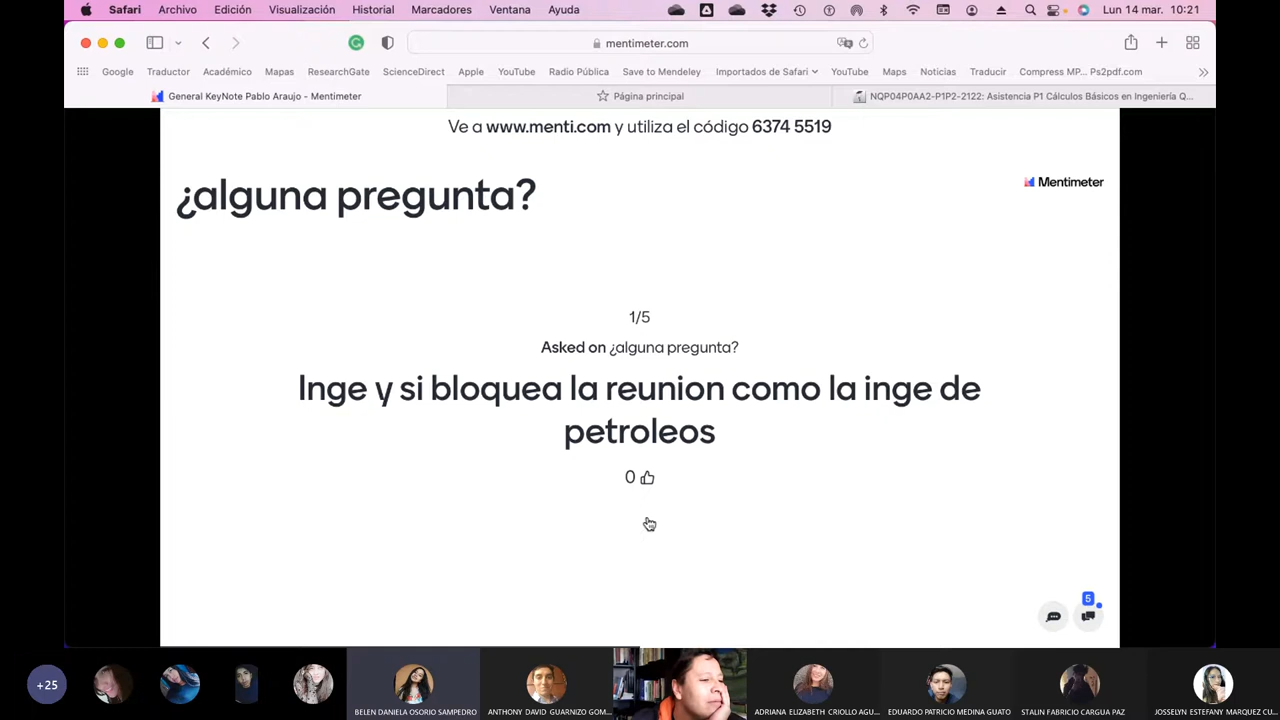 Safari Archivo Edición Visualización Historial Marcadores Ventana Ayuda Lun 14 mar. 10:21
mentimeter.com
Google Traductor Académico Mapas ResearchGate ScienceDirect Apple YouTube Radio Pública Save to Mendeley Importados de Safari YouTube Maps Noticias Traducir Compress MP... Ps2pdf.com
General KeyNote Pablo Araujo - Mentimeter Página principal NQP04P0AA2-P1P2-2122: Asistencia P1 Cálculos Básicos en Ingeniería Q...
Ve a www.menti.com y utiliza el código 6374 5519
¿alguna pregunta?
Mentimeter
1/5
Asked on ¿alguna pregunta?
Inge y si bloquea la reunion como la inge de
petroleos
0
5
+25
BELEN DANIELA OSORIO SAMPEDRO ANTHONY DAVID GUARNIZO GOM... ADRIANA ELIZABETH CRIOLLO AGU... EDUARDO PATRICIO MEDINA GUATO STALIN FABRICIO CARGUA PAZ JOSSELYN ESTEFANY MARQUEZ CU...